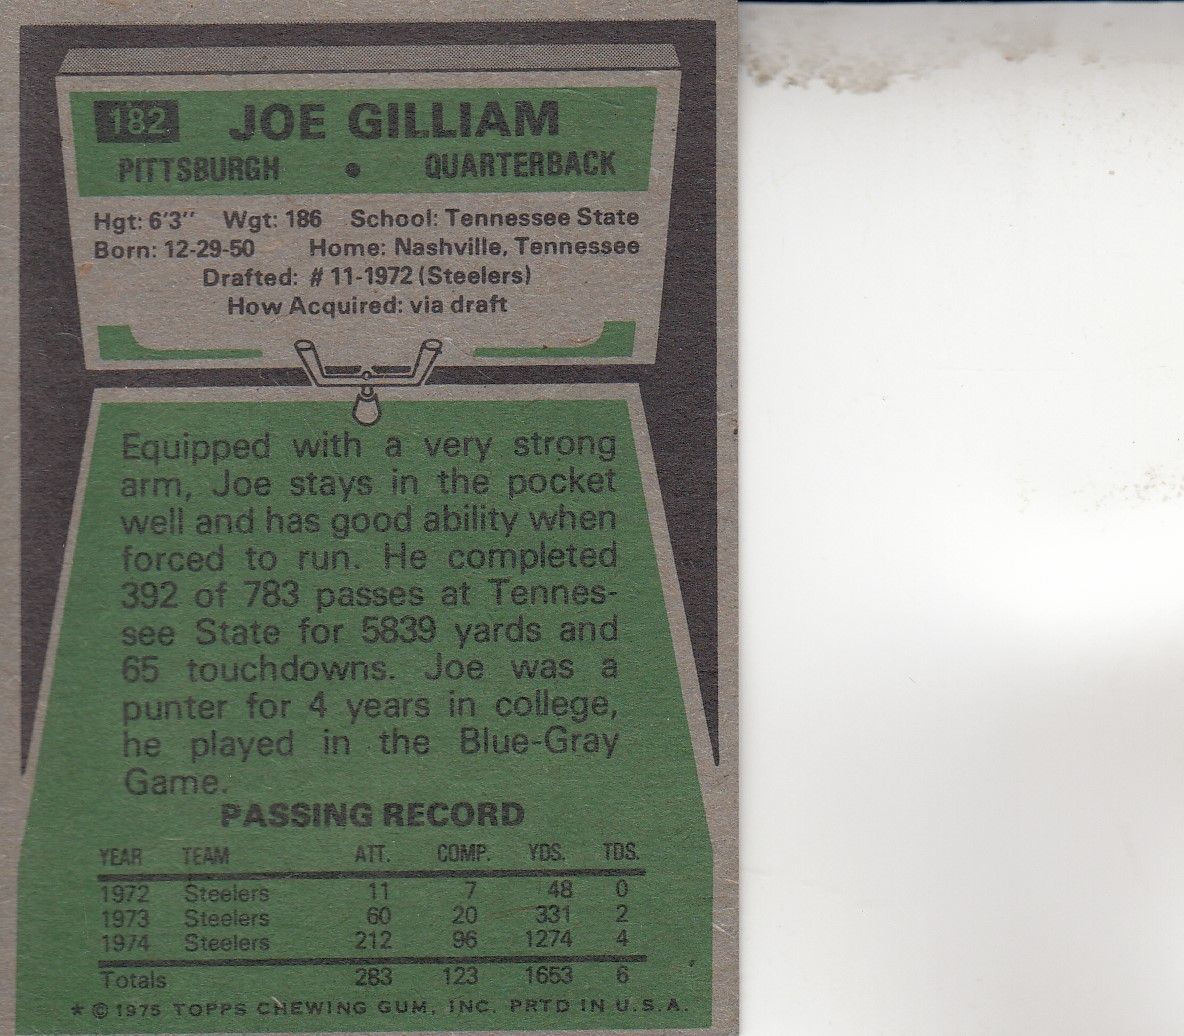 182 JOE GILLIAM
PITTSBURGH • QUARTERBACK
Hgt: 6'3" Wgt: 186 School: Tennessee State
Born: 12-29-50 Home: Nashville, Tennessee
Drafted: #11-1972 (Steelers)
How Acquired: via draft
Equipped with a very strong
arm, Joe stays in the pocket
well and has good ability when
forced to run. He completed
392 of 783 passes at Tennes-
see State for 5839 yards and
65 touchdowns. Joe was a
punter for 4 years in college,
he played in the Blue-Gray
Game.
PASSING RECORD
YEAR TEAM ATT. COMP. YDS. TDS.
1972 Steelers 11 7 48 0
1973 Steelers 60 20 331 2
1974 Steelers 212 96 1274 4
Totals 283 123 1653 6
* © 1975 TOPPS CHEWING GUM, INC. PRTD IN U.S.A.